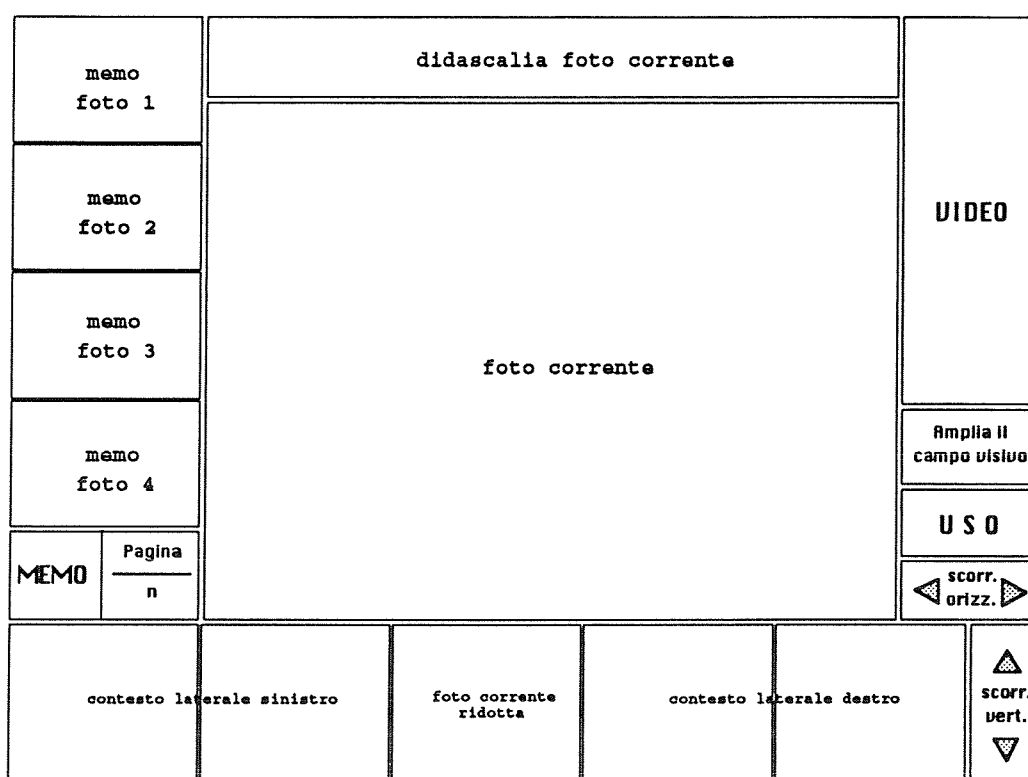 memo
foto 1
memo
foto 2
memo
foto 3
memo
foto 4
MEMO
Pagina
n
didascalia foto corrente
foto corrente
VIDEO
Amplia il
campo visivo
USO
scorr.
orizz.
contesto laterale sinistro
foto corrente
ridotta
contesto laterale destro
scorr.
vert.